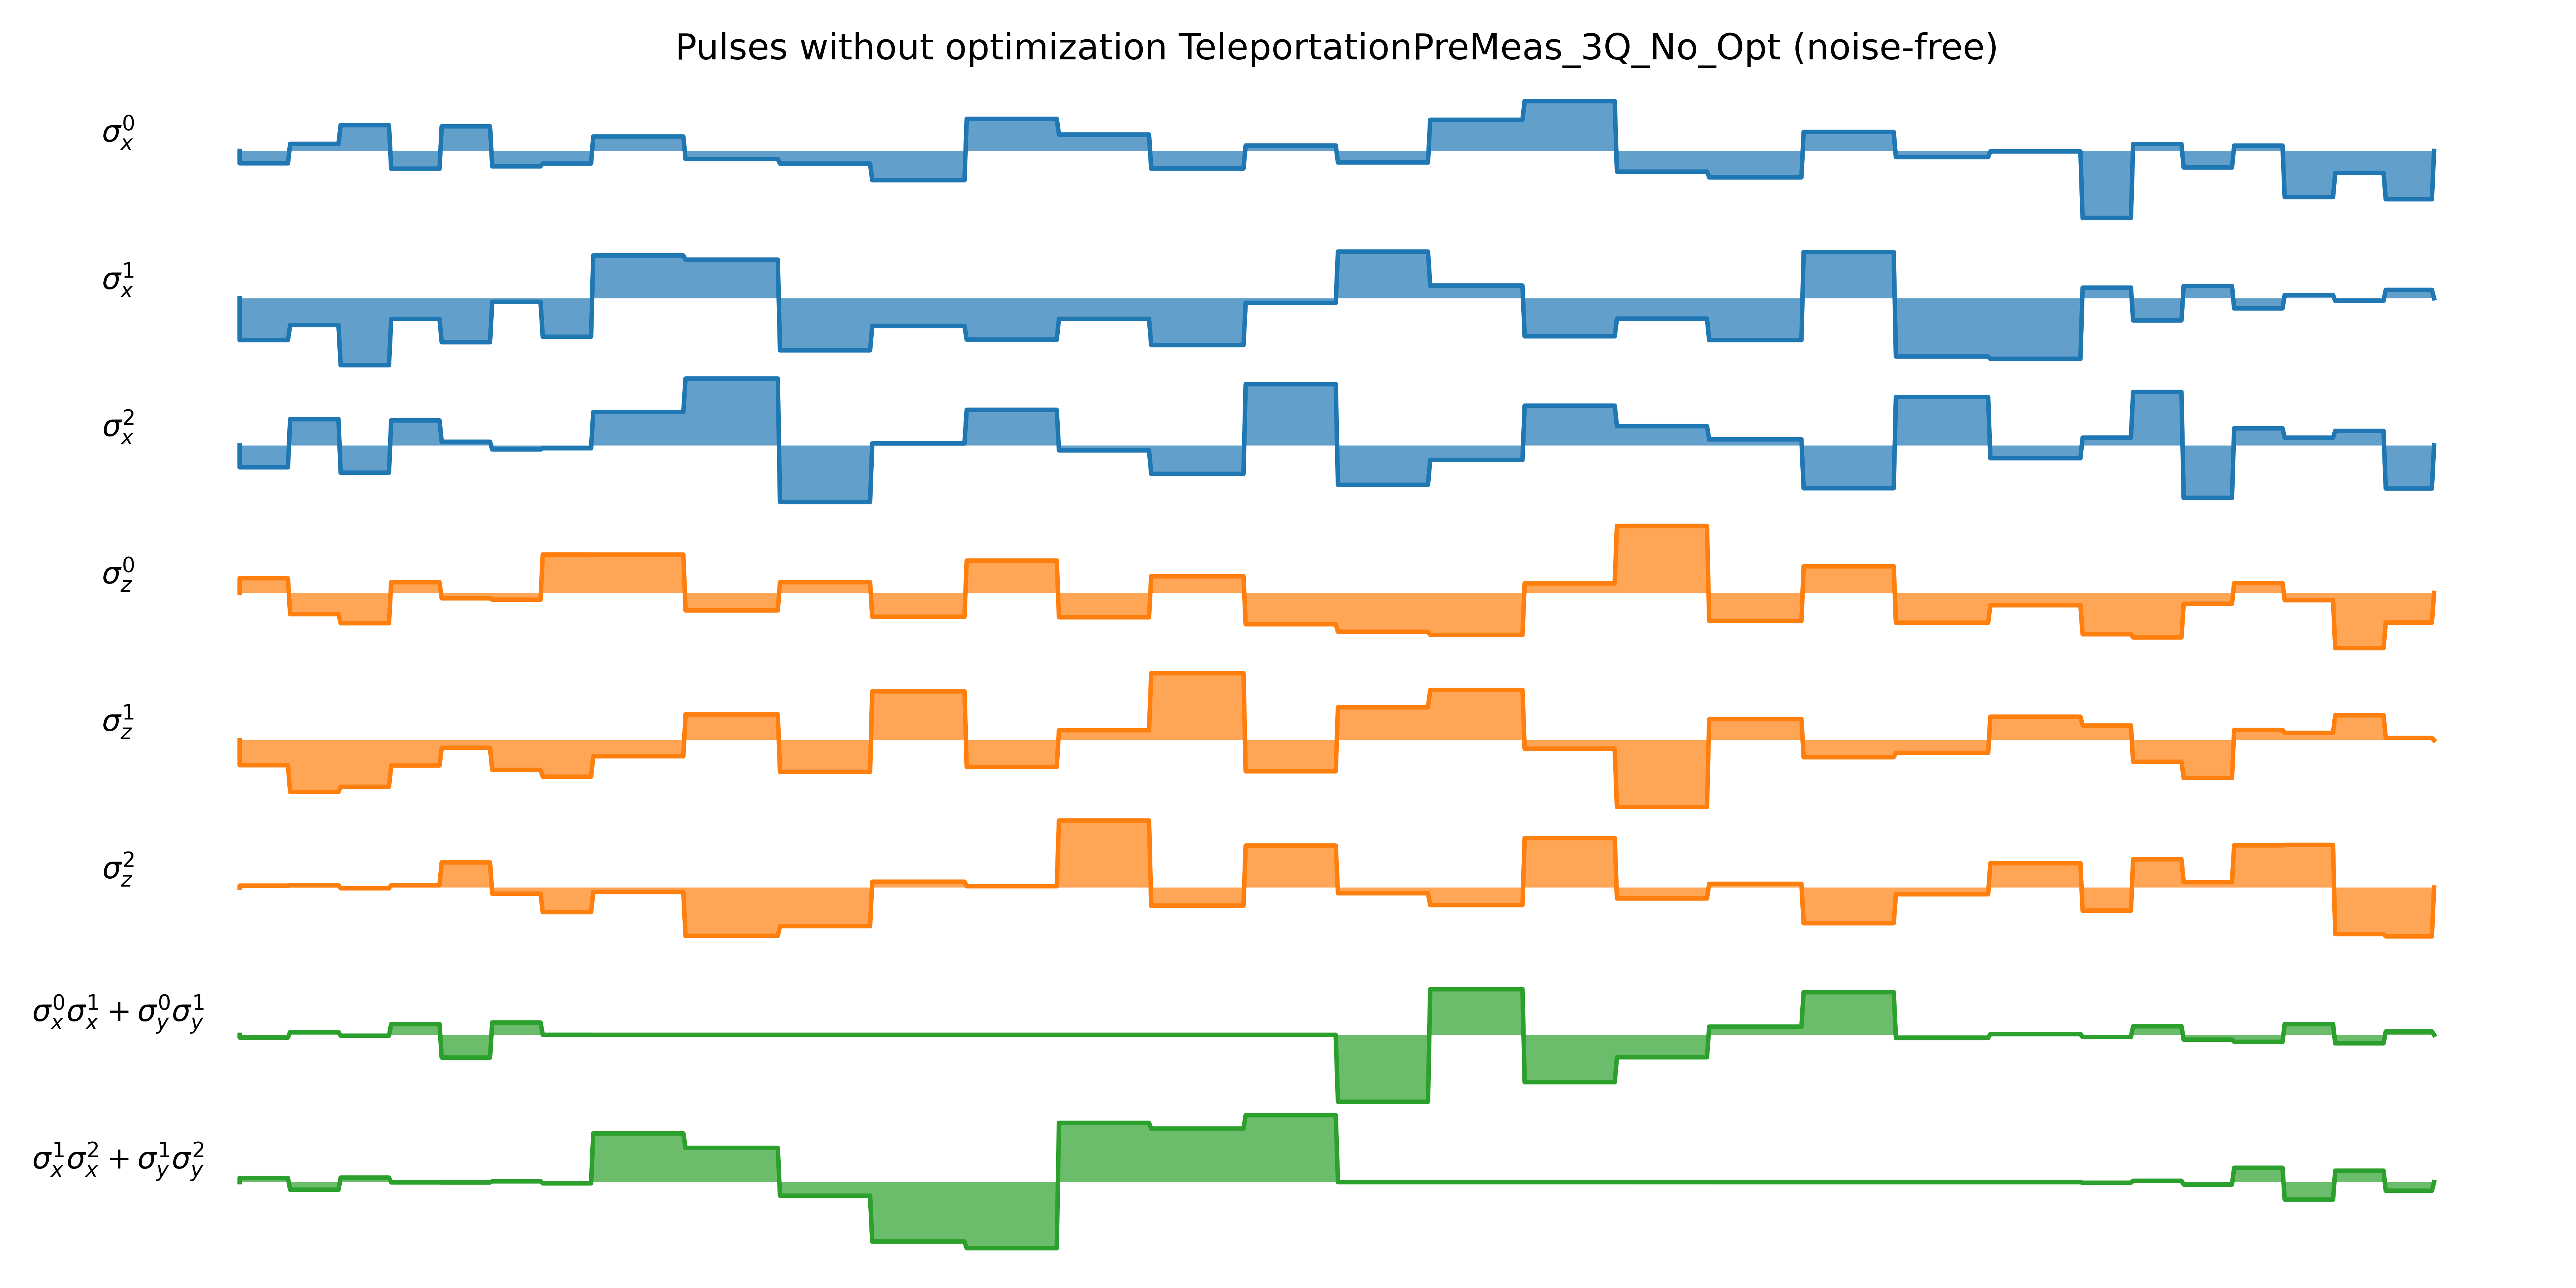 Pulses without optimization TeleportationPreMeas_3Q_No_Opt (noise-free)
σ_x^0
σ_x^1
σ_x^2
σ_z^0
σ_z^1
σ_z^2
σ_x^0σ_x^1 + σ_y^0σ_y^1
σ_x^1σ_x^2 + σ_y^1σ_y^2